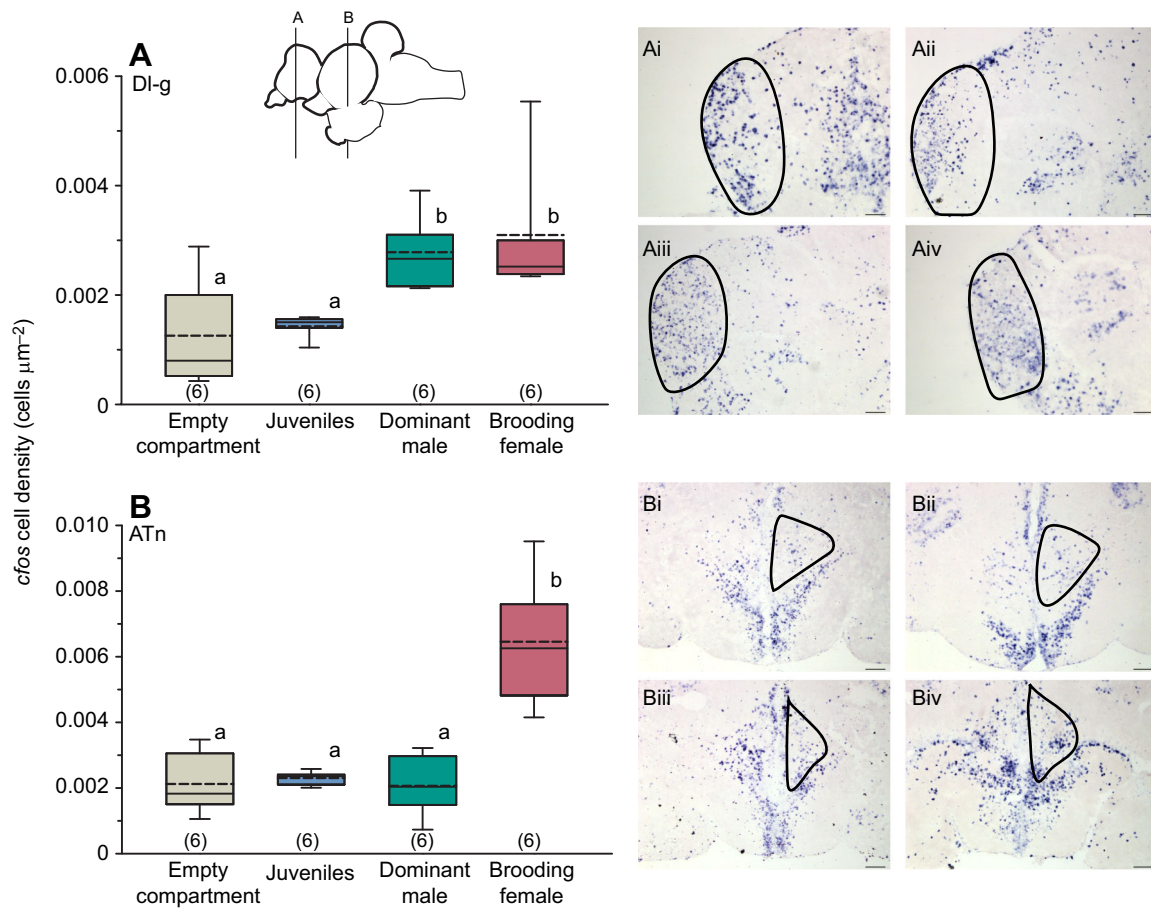 A B
A
Dl-g
0.006
0.004
0.002
0
a
a
b
b
(6) (6) (6) (6)
Empty compartment
Juveniles
Dominant male
Brooding female
cfos cell density (cells μm–2)
B
ATn
0.010
0.008
0.006
0.004
0.002
0
a
a
a
b
(6) (6) (6) (6)
Empty compartment
Juveniles
Dominant male
Brooding female
Ai
Aii
Aiii
Aiv
Bi
Bii
Biii
Biv